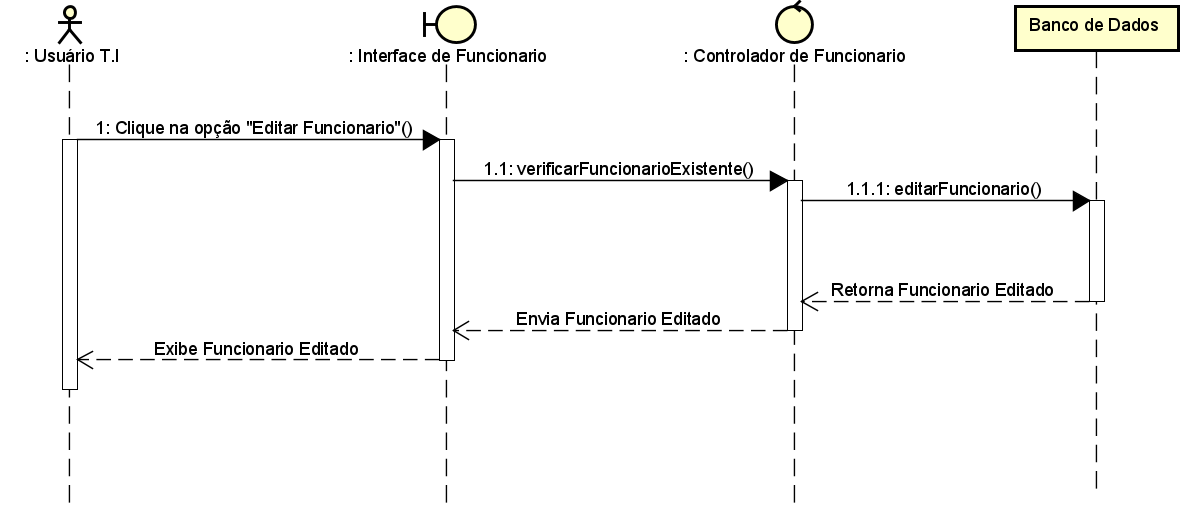 : Usuário T.I
: Interface de Funcionario
: Controlador de Funcionario
Banco de Dados
1: Clique na opção "Editar Funcionario"()
1.1: verificarFuncionarioExistente()
1.1.1: editarFuncionario()
Retorna Funcionario Editado
Envia Funcionario Editado
Exibe Funcionario Editado